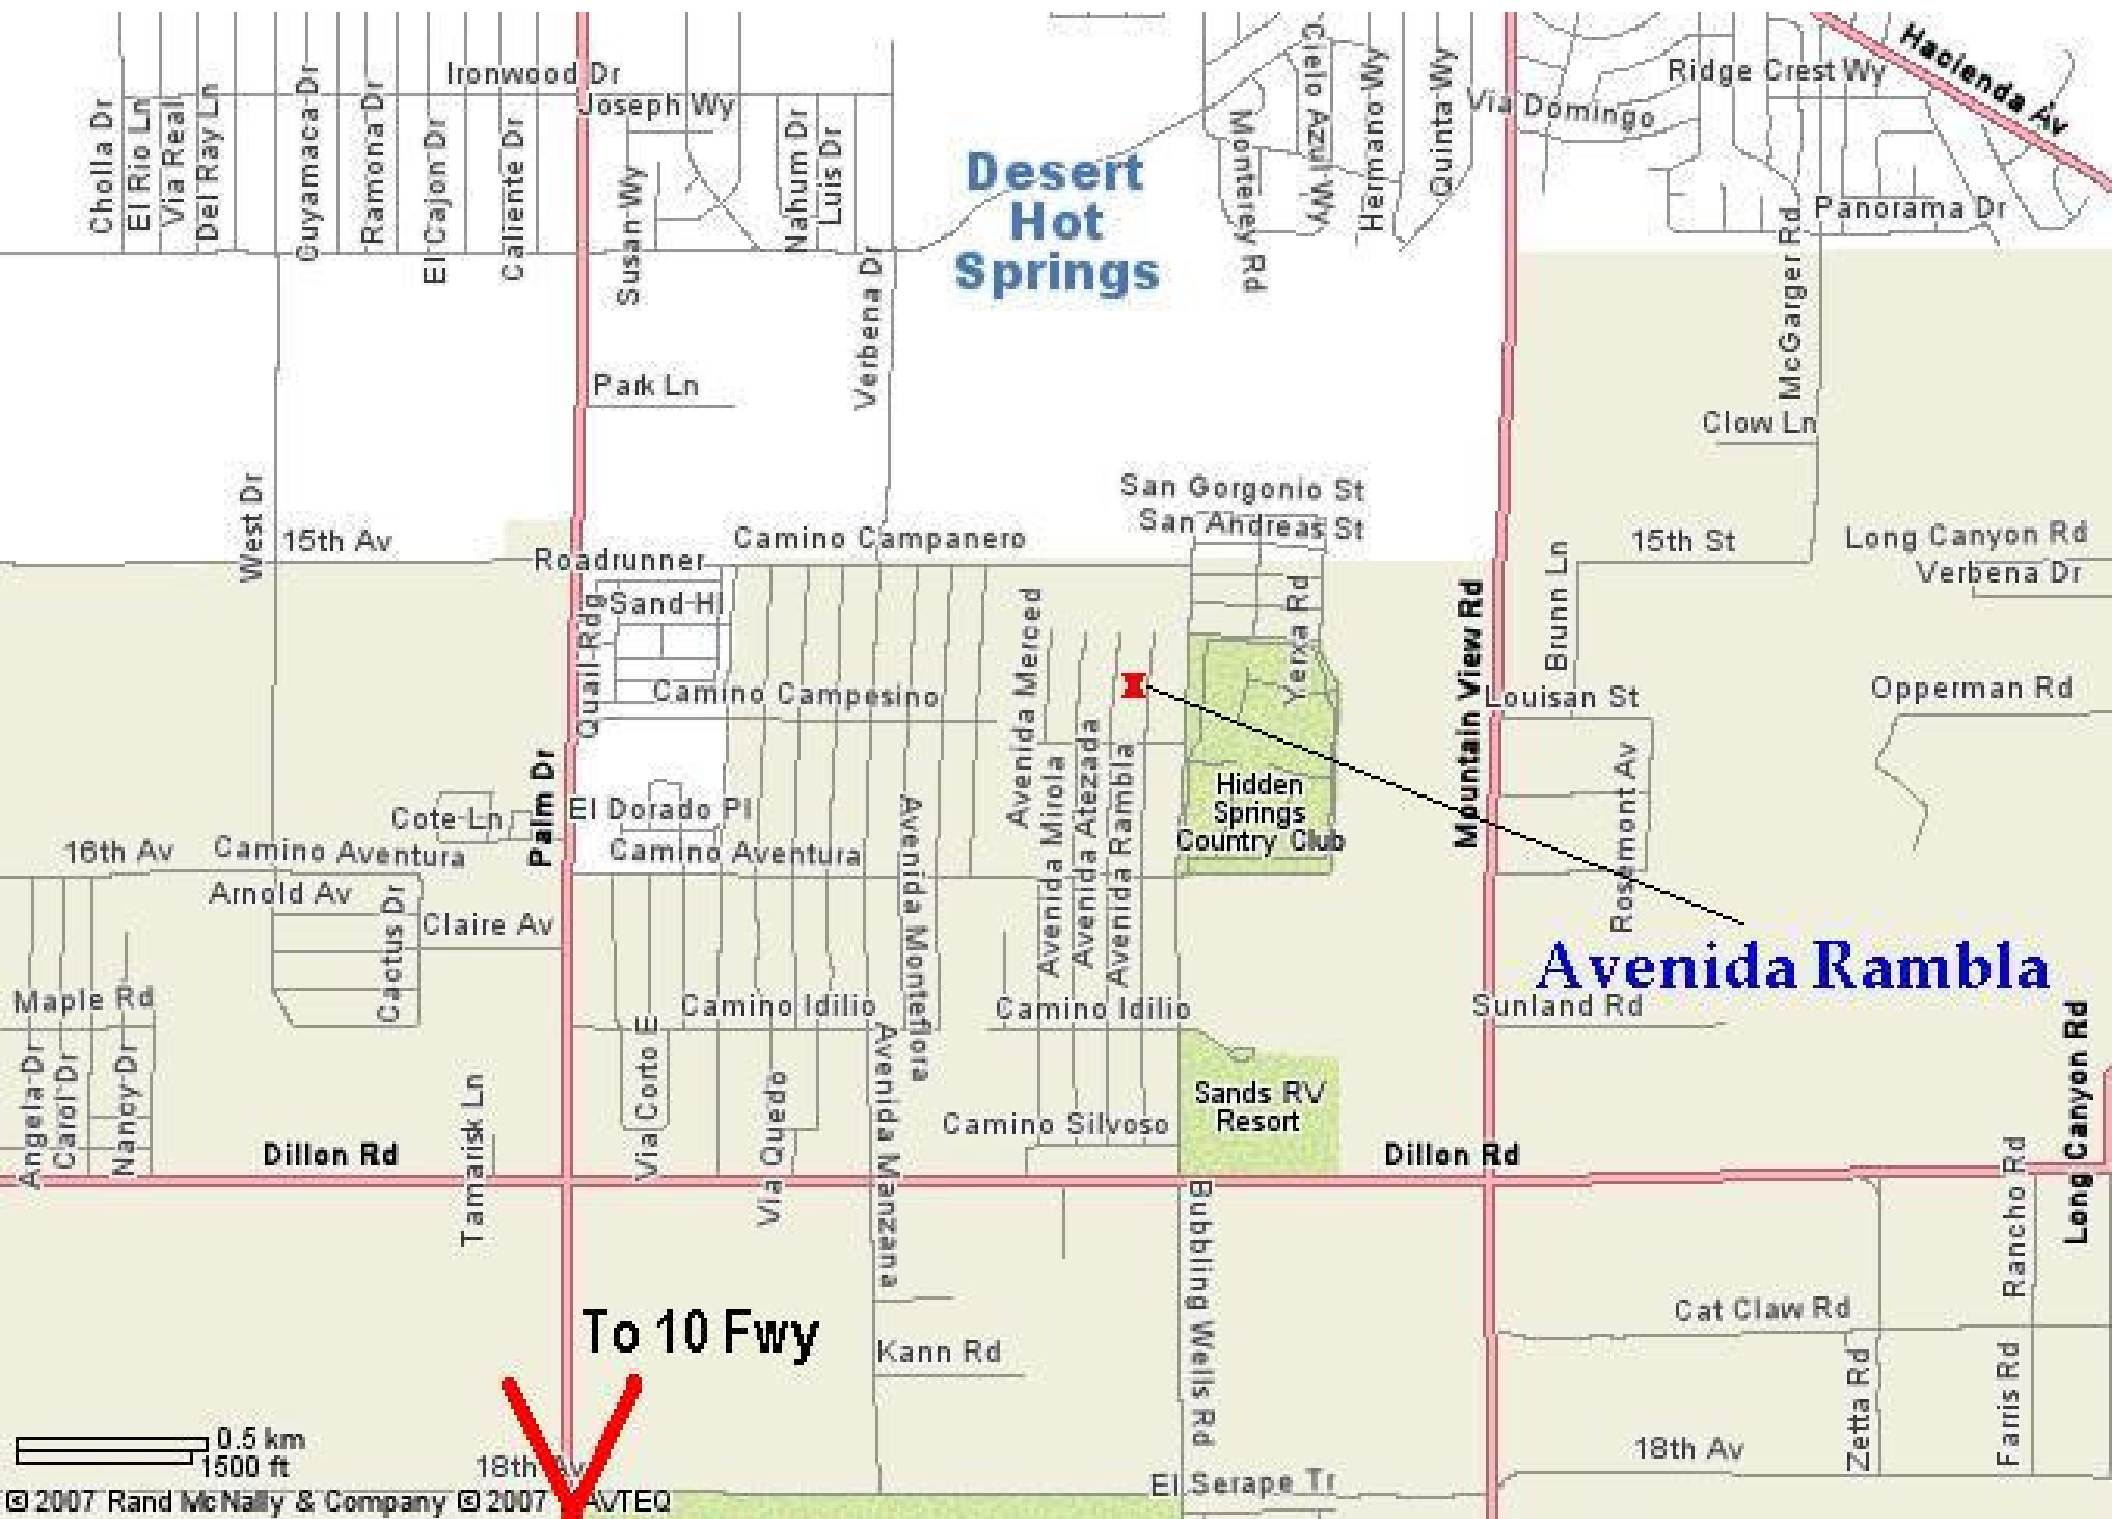 Hacienda Av
Ironwood Dr
Joseph Wy
Ridge Crest Wy
Via Domingo
Cholla Dr
El Rio Ln
Via Real
Del Ray Ln
Guyamaca Dr
Ramona Dr
El Cajon Dr
Caliente Dr
Susan Wy
Nahum Dr
Luis Dr
Verbena Dr
Desert
Hot
Springs
Monterey Rd
Cielo Azul Wy
Hermano Wy
Quinta Wy
McGarger Rd
Panorama Dr
Park Ln
Clow Ln
San Gorgonio St
San Andreas St
West Dr
15th Av
Roadrunner
Camino Campanero
15th St
Long Canyon Rd
Verbena Dr
Quail Rdg
Sand Hl
Avenida Merced
Yerxa Rd
Mountain View Rd
Brunn Ln
Camino Campesino
Louisan St
Opperman Rd
Palm Dr
Cote Ln
El Dorado Pl
Avenida Monteflora
Avenida Mirola
Avenida Atezada
Avenida Rambla
Hidden
Springs
Country Club
Rosemont Av
16th Av
Camino Aventura
Camino Aventura
Arnold Av
Cactus Dr
Claire Av
Avenida Rambla
Maple Rd
Camino Idilio
Camino Idilio
Sunland Rd
Long Canyon Rd
Angela Dr
Carol Dr
Nancy Dr
Tamarisk Ln
Via Corto E
Via Quedo
Avenida Manzana
Camino Silvoso
Sands RV
Resort
Dillon Rd
Dillon Rd
Rancho Rd
Bubbling Wells Rd
To 10 Fwy
Kann Rd
Cat Claw Rd
Zetta Rd
Farris Rd
0.5 km
1500 ft
18th Av
18th Av
El Serape Tr
© 2007 Rand McNally & Company © 2007 AVTEQ